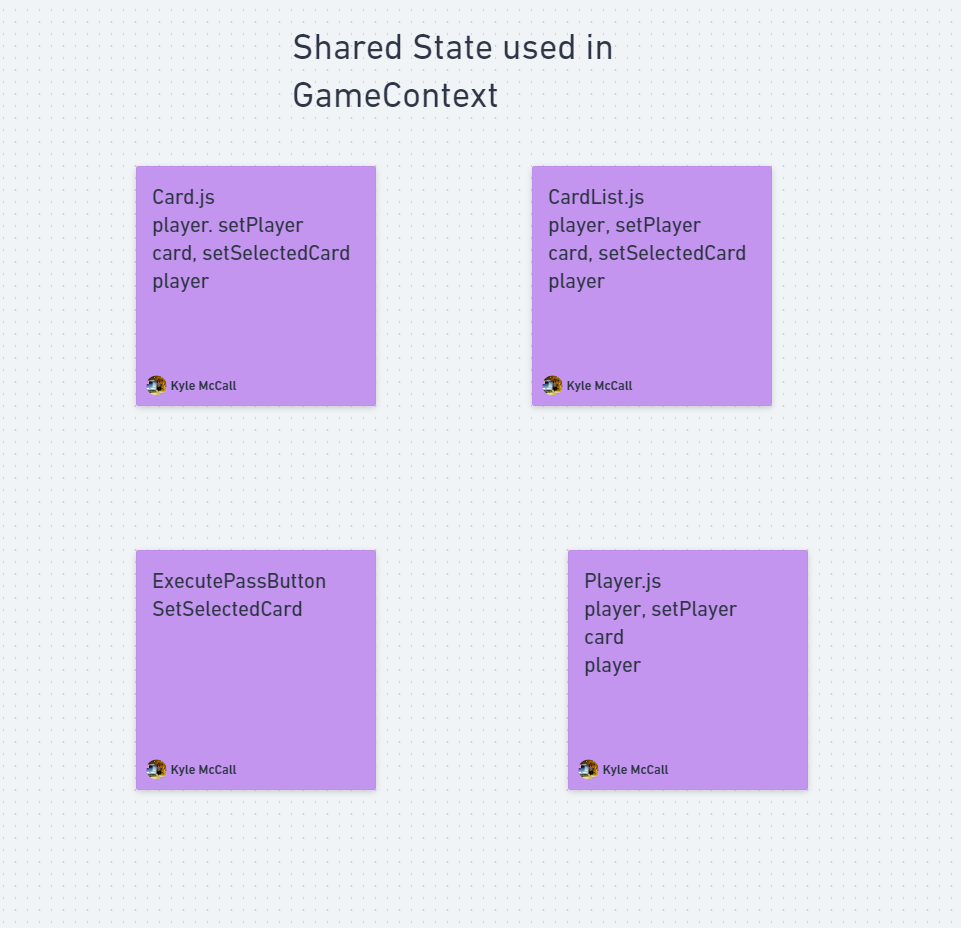 Shared State used in
GameContext
Card.js
player. setPlayer
card, setSelectedCard
player
Kyle McCall
CardList.js
player, setPlayer
card, setSelectedCard
player
Kyle McCall
ExecutePassButton
SetSelectedCard
Kyle McCall
Player.js
player, setPlayer
card
player
Kyle McCall